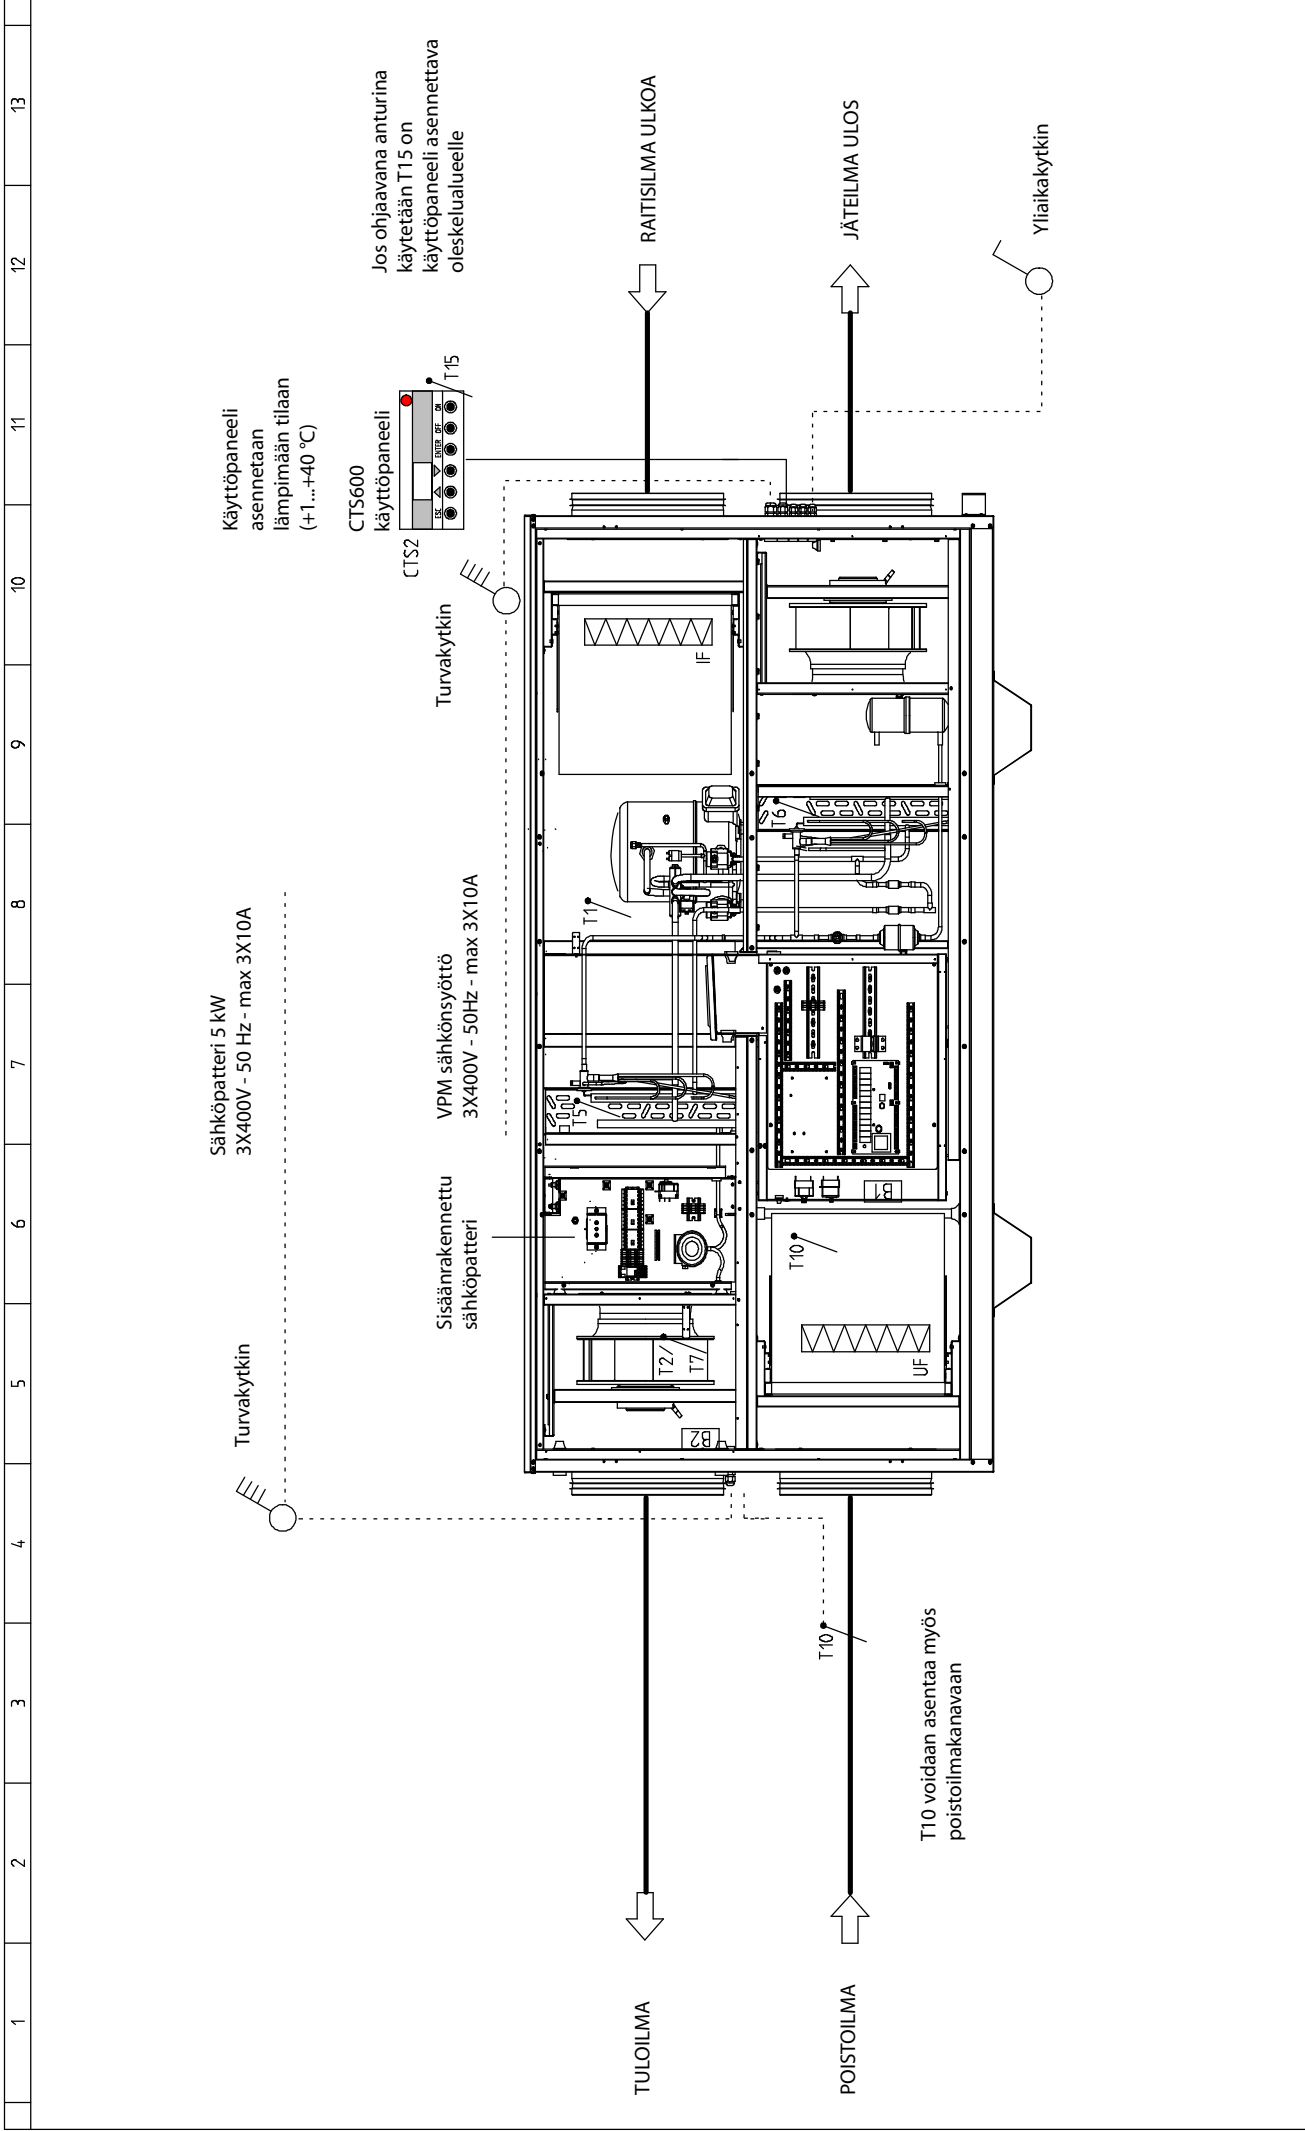 1
2
3
4
5
6
7
8
9
10
11
12
13
Sähköpatteri 5 kW
3X400V - 50 Hz - max 3X10A
Turvakytkin
Käyttöpaneeli
asennetaan
lämpimään tilaan
(+1...+40 °C)
CTS600
käyttöpaneeli
Jos ohjaavana anturina
käytetään T15 on
käyttöpaneeli asennettava
oleskelualueelle
CTS2
ESC
ENTER
OFF
ON
T15
Turvakytkin
VPM sähkönsyöttö
3X400V - 50Hz - max 3X10A
Sisäänrakennettu
sähköpatteri
TULOILMA
RAITISILMA ULKOA
B2
T2
T7
T5
T1
IF
POISTOILMA
JÄTEILMA ULOS
T10
UF
T10
B1
T6
T10 voidaan asentaa myös
poistoilmakanavaan
Yliaikakytkin